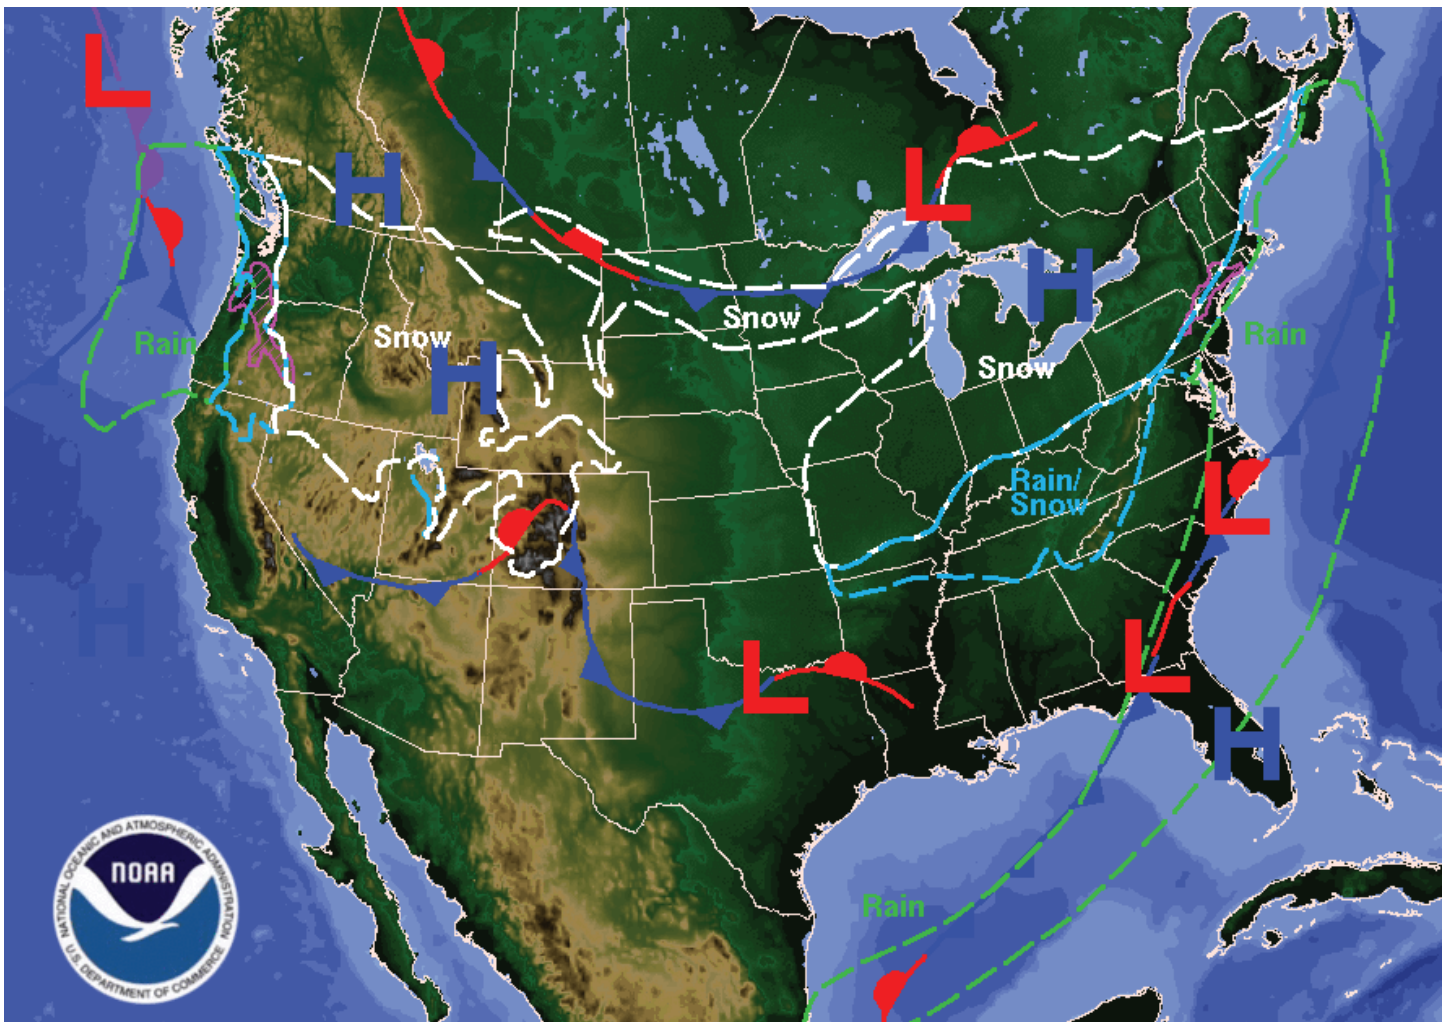 L
H
L
H
Snow
Snow
Rain
Rain
H
Snow
Rain/
Snow
L
H
L
L
H
Rain
NATIONAL OCEANIC AND ATMOSPHERIC ADMINISTRATION
NOAA
U.S. DEPARTMENT OF COMMERCE